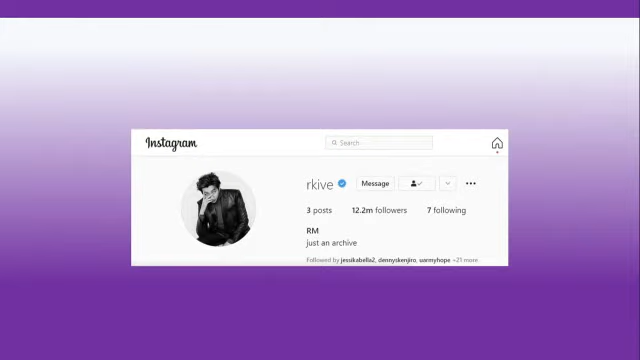 Instagram
Search
rkive Message
3 posts 12.2m followers 7 following
RM
just an archive
Followed by jessikabella2, dennyskenjiro, uarmyhope +21 more